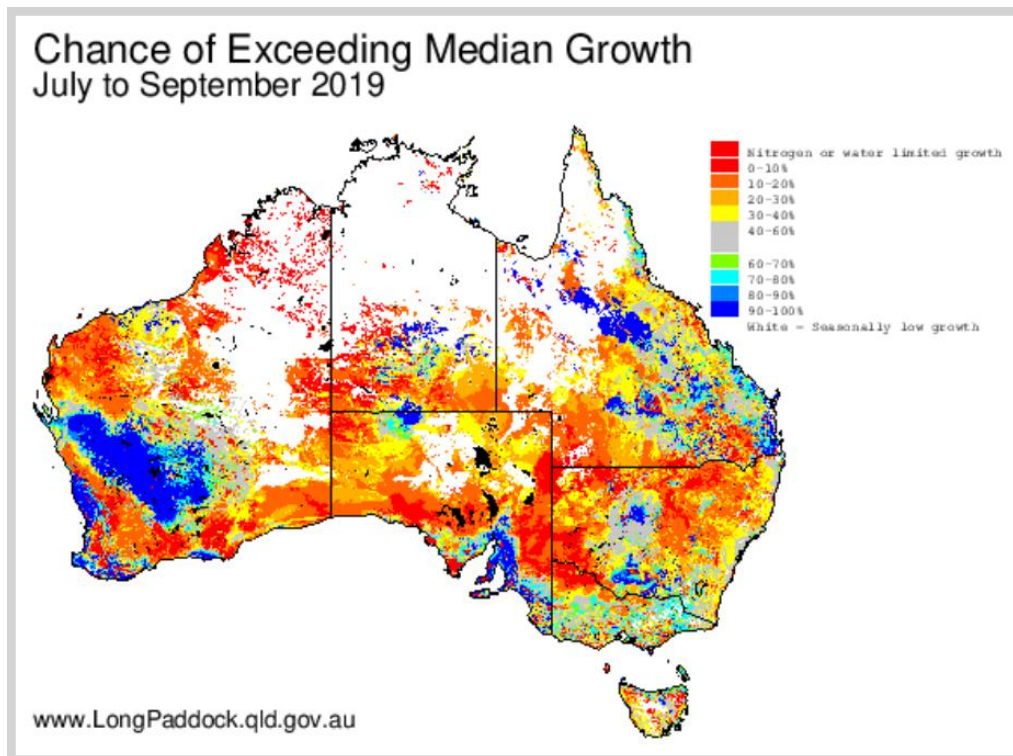 Chance of Exceeding Median Growth
July to September 2019
Nitrogen or water limited growth
0-10%
10-20%
20-30%
30-40%
40-60%
60-70%
70-80%
80-90%
90-100%
White = Seasonally low growth
www.LongPaddock.qld.gov.au